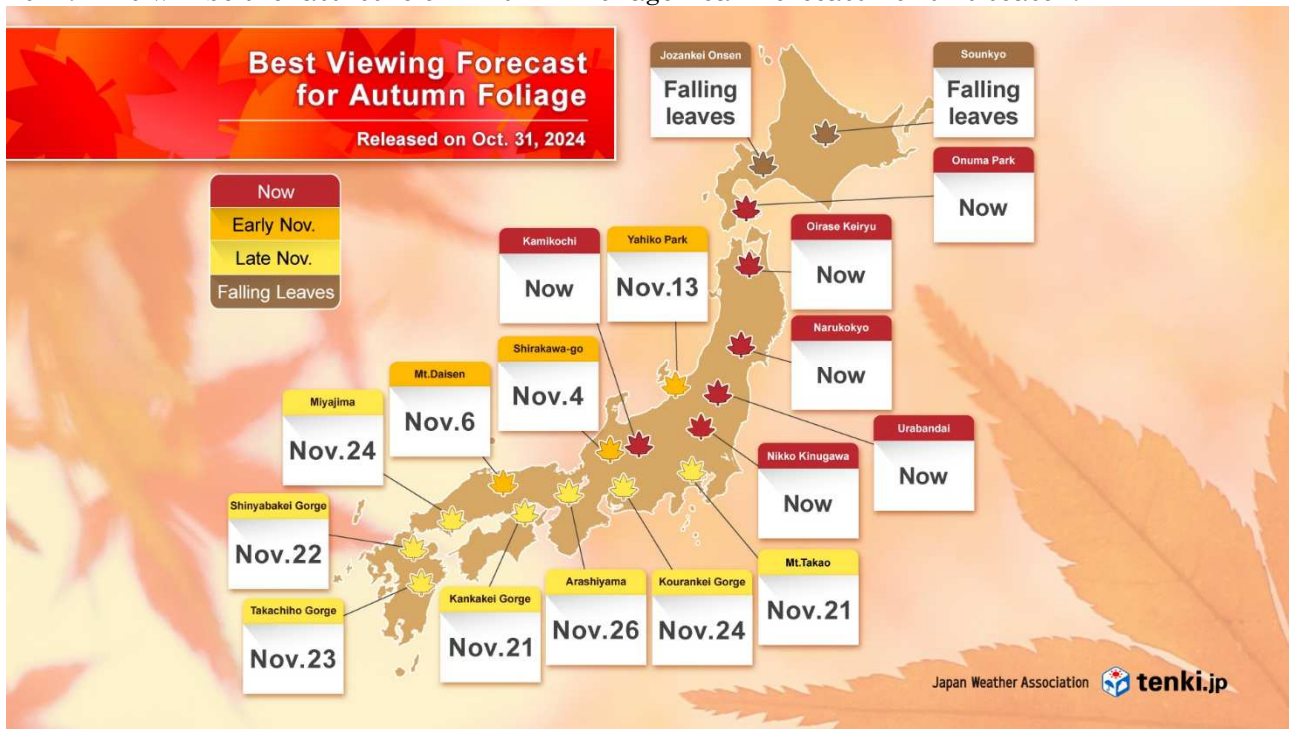 Best Viewing Forecast
for Autumn Foliage
Released on Oct. 31, 2024
Now
Early Nov.
Late Nov.
Falling Leaves
Jozankei Onsen
Falling
leaves
Sounkyo
Falling
leaves
Onuma Park
Now
Oirase Keiryu
Now
Kamikochi
Now
Yahiko Park
Nov.13
Narukokyo
Now
Shirakawa-go
Nov.4
Mt.Daisen
Nov.6
Miyajima
Nov.24
Urabandai
Now
Nikko Kinugawa
Now
Shinyabakei Gorge
Nov.22
Takachiho Gorge
Nov.23
Kankakei Gorge
Nov.21
Arashiyama
Nov.26
Kourankei Gorge
Nov.24
Mt.Takao
Nov.21
Japan Weather Association tenki.jp